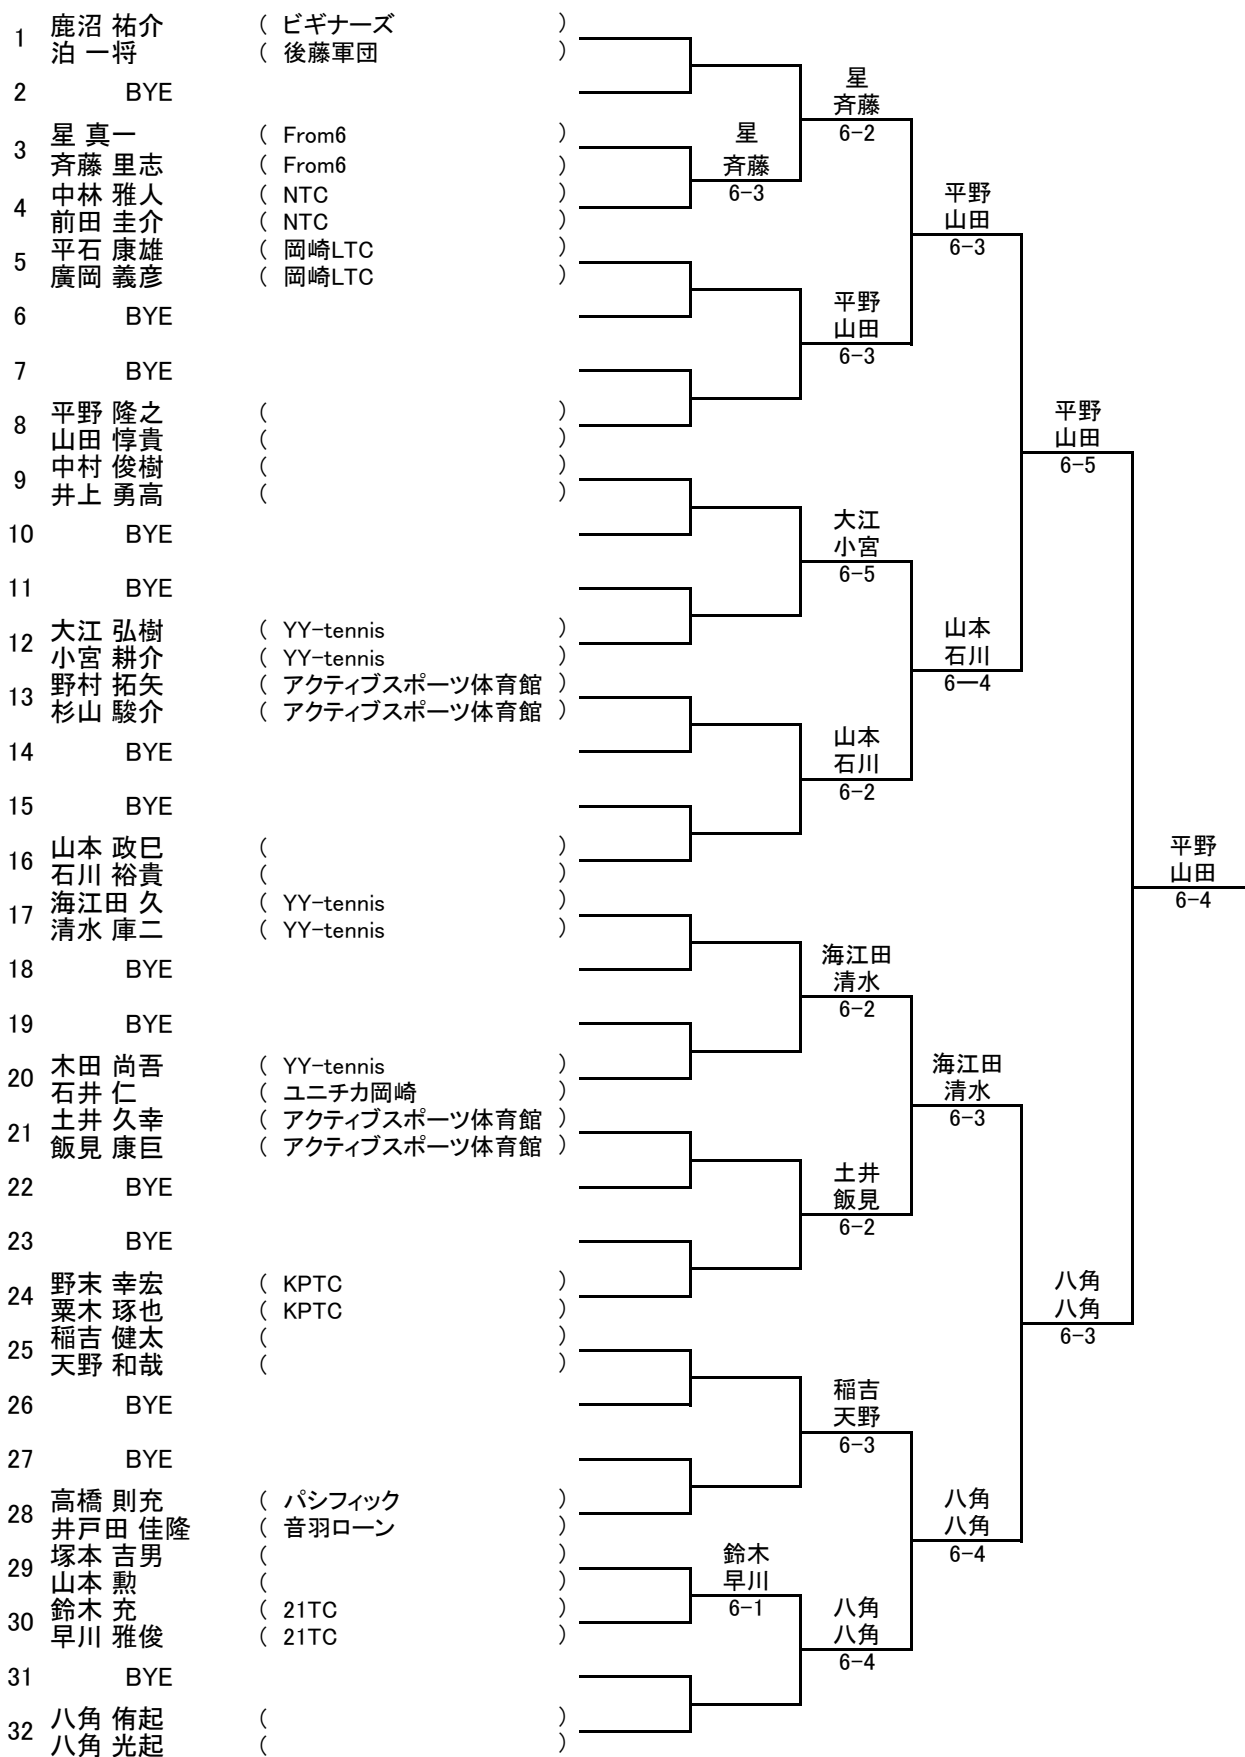 1 鹿沼 祐介 ( ビギナーズ )
泊 一将 ( 後藤軍団 )
2 BYE
3 星 真一 ( From6 )
斉藤 里志 ( From6 )
4 中林 雅人 ( NTC )
前田 圭介 ( NTC )
5 平石 康雄 ( 岡崎LTC )
廣岡 義彦 ( 岡崎LTC )
6 BYE
7 BYE
8 平野 隆之 ( )
山田 惇貴 ( )
9 中村 俊樹 ( )
井上 勇高 ( )
10 BYE
11 BYE
12 大江 弘樹 ( YY-tennis )
小宮 耕介 ( YY-tennis )
13 野村 拓矢 ( アクティブスポーツ体育館 )
杉山 駿介 ( アクティブスポーツ体育館 )
14 BYE
15 BYE
16 山本 政巳 ( )
石川 裕貴 ( )
17 海江田 久 ( YY-tennis )
清水 庫二 ( YY-tennis )
18 BYE
19 BYE
20 木田 尚吾 ( YY-tennis )
石井 仁 ( ユニチカ岡崎 )
21 土井 久幸 ( アクティブスポーツ体育館 )
飯見 康巨 ( アクティブスポーツ体育館 )
22 BYE
23 BYE
24 野末 幸宏 ( KPTC )
粟木 琢也 ( KPTC )
25 稲吉 健太 ( )
天野 和哉 ( )
26 BYE
27 BYE
28 高橋 則充 ( パシフィック )
井戸田 佳隆 ( 音羽ローン )
29 塚本 吉男 ( )
山本 勲 ( )
30 鈴木 充 ( 21TC )
早川 雅俊 ( 21TC )
31 BYE
32 八角 侑起 ( )
八角 光起 ( )
星
斉藤
6-3
鈴木
早川
6-1
星
斉藤
6-2
平野
山田
6-3
大江
小宮
6-5
山本
石川
6-2
海江田
清水
6-2
土井
飯見
6-2
稲吉
天野
6-3
八角
八角
6-4
平野
山田
6-3
山本
石川
6ー4
海江田
清水
6-3
八角
八角
6-4
平野
山田
6-5
八角
八角
6-3
平野
山田
6-4